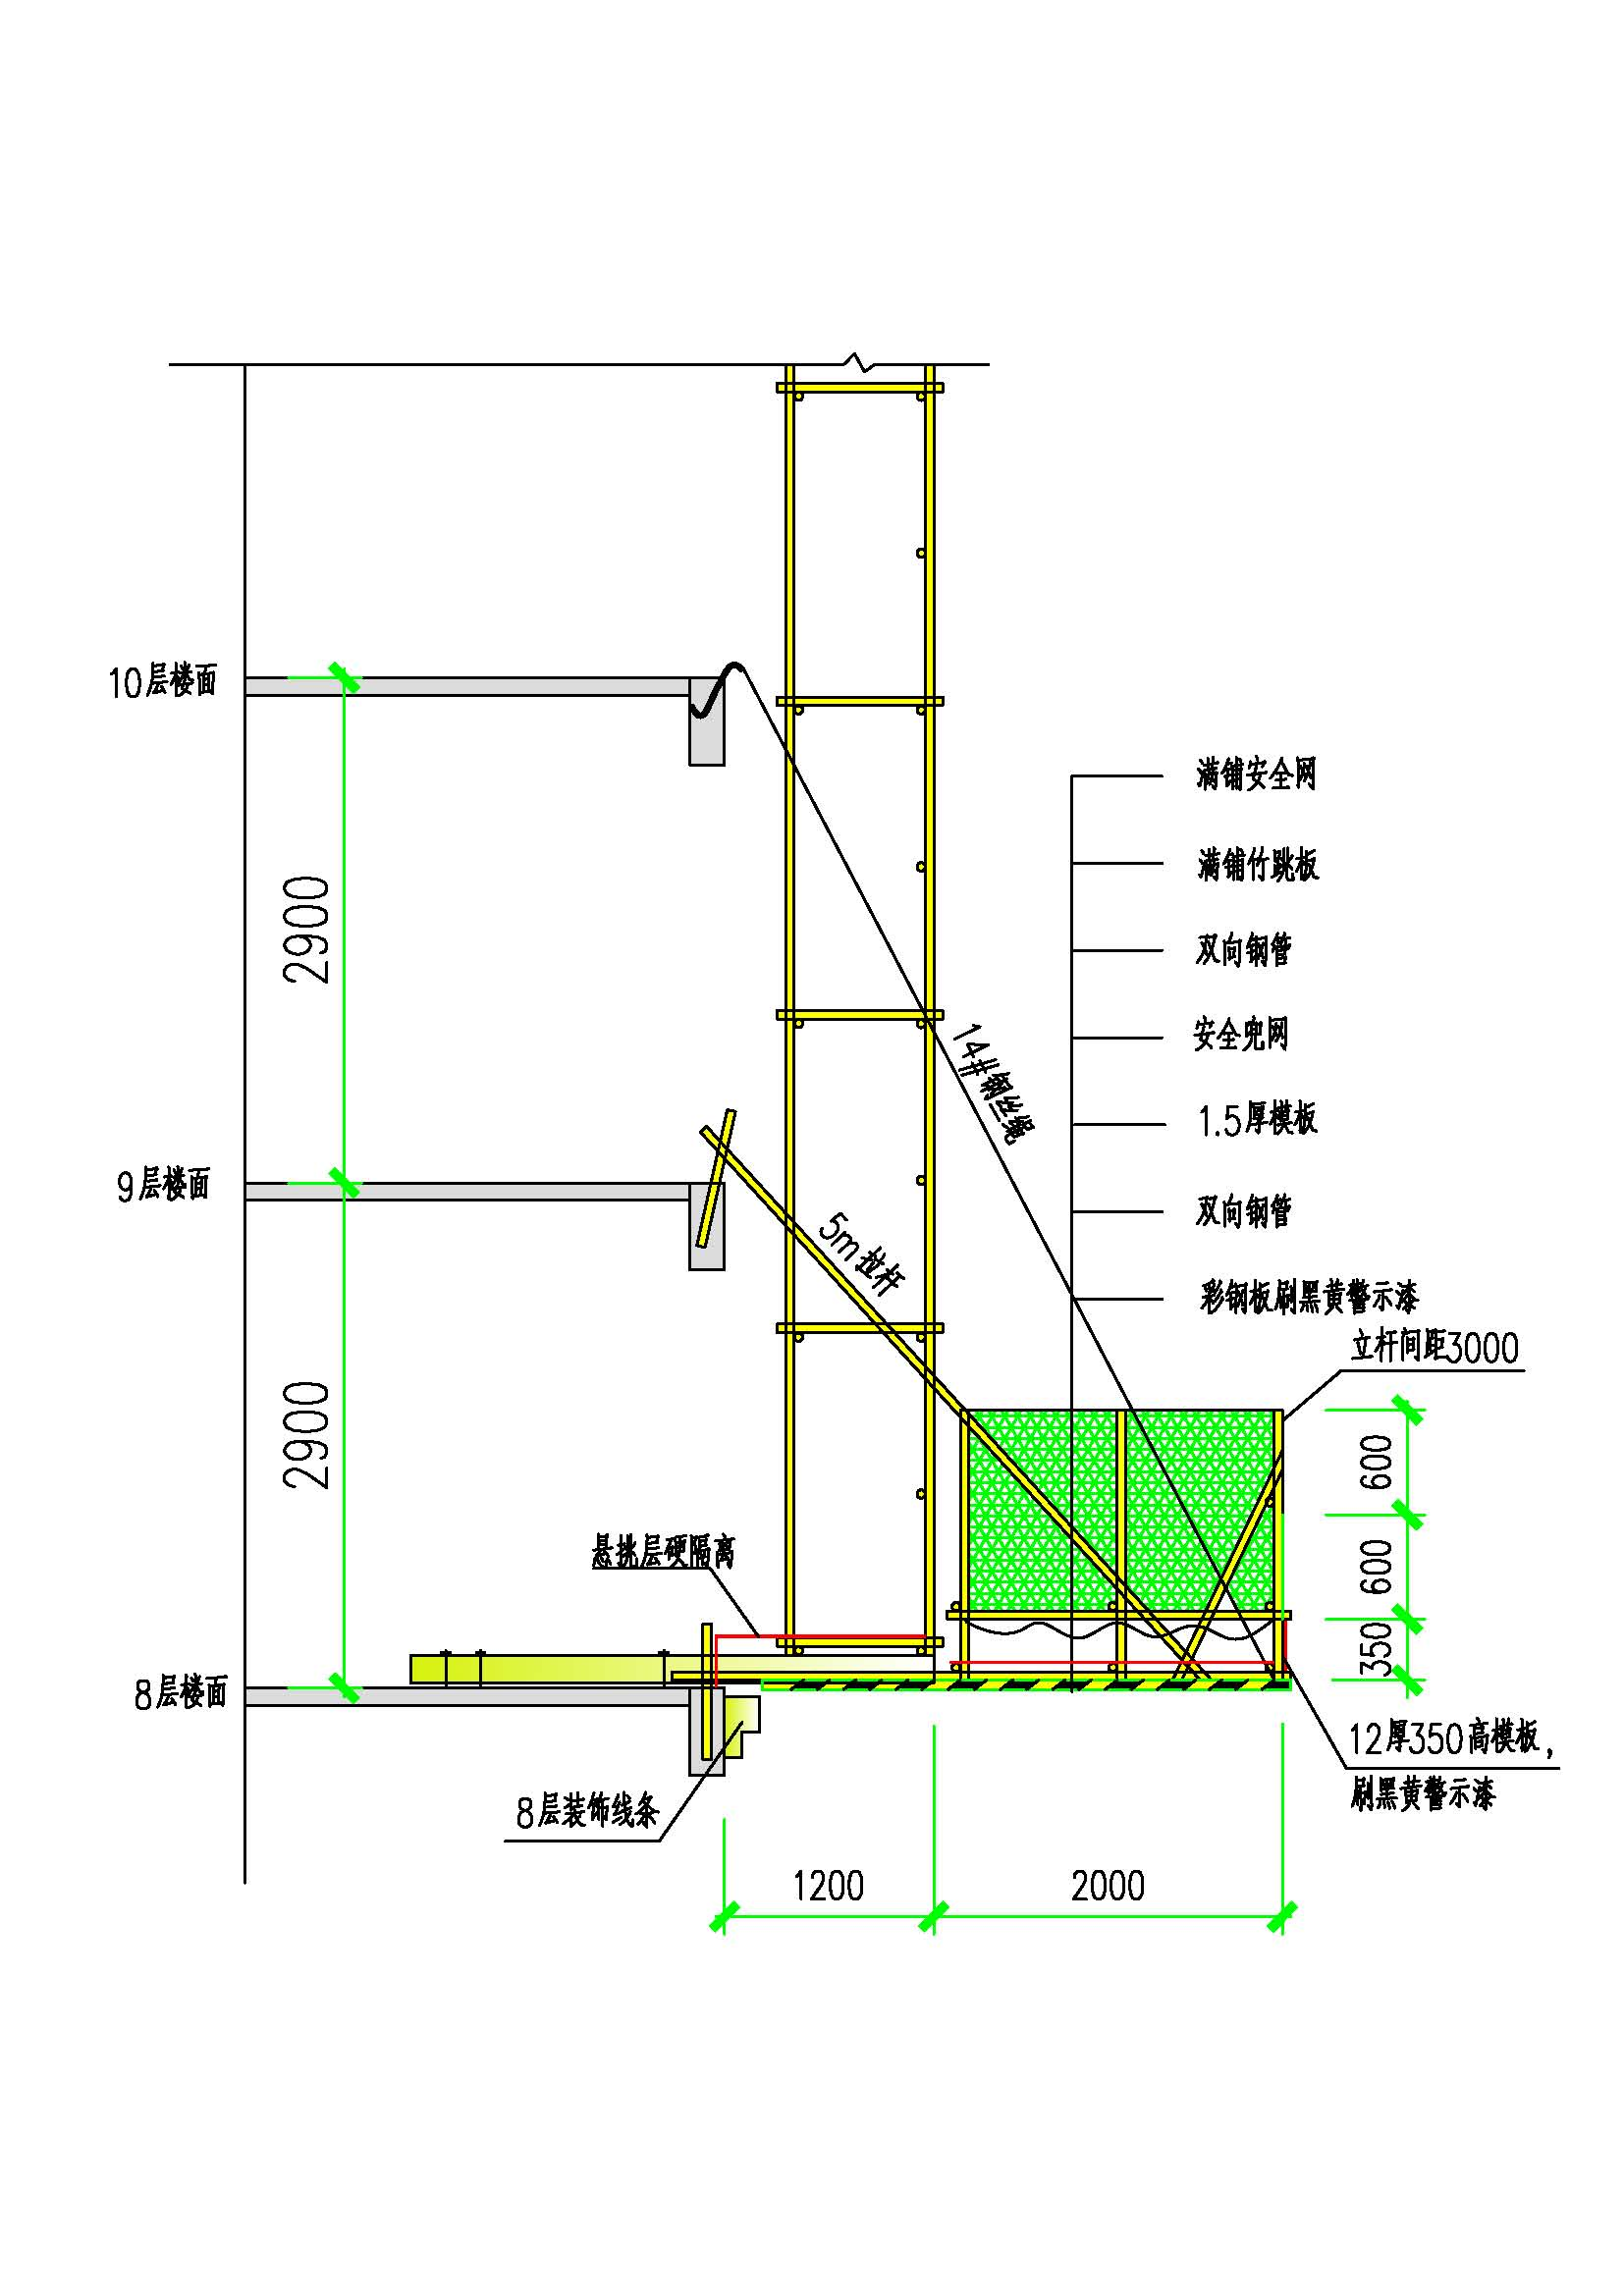 10层楼面
满铺安全网
满铺竹跳板
2900
双向钢管
安全兜网
14#钢丝绳
1.5厚模板
9层楼面
双向钢管
5m拉杆
彩钢板刷黑黄警示漆
立杆间距3000
2900
600
悬挑层硬隔离
600
350
8层楼面
12厚350高模板，
刷黑黄警示漆
8层装饰线条
1200
2000